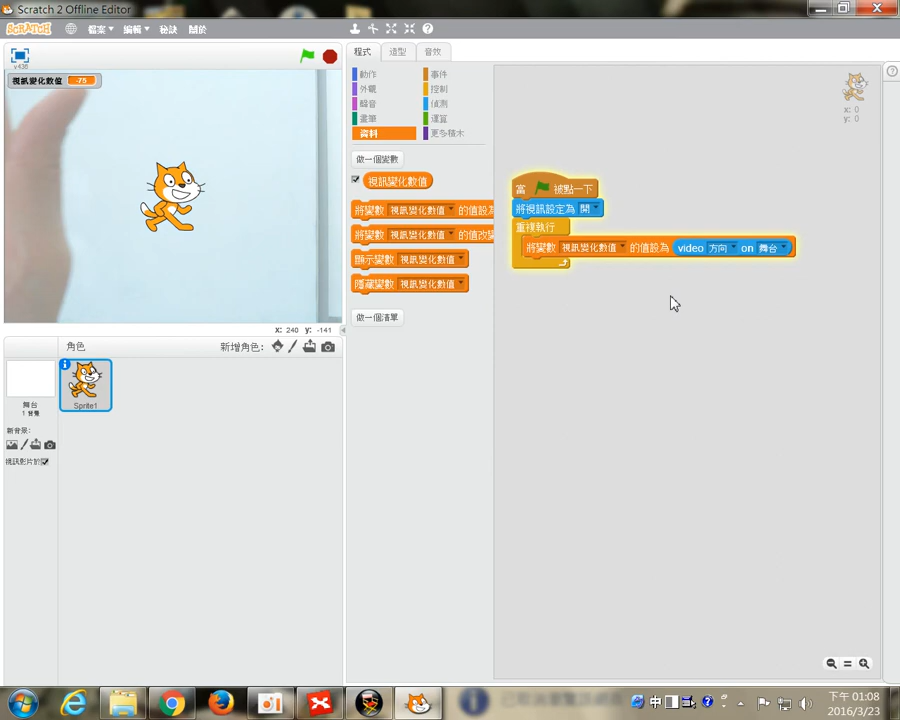 Scratch 2 Offline Editor
SCRATCH 檔案 編輯 秘訣 關於
v438
視訊變化數值 -75
x: 240 y: -141
角色 新增角色:
舞台
1 背景
新背景:
視訊影片於
Sprite1
程式 造型 音效
動作 事件
外觀 控制
聲音 偵測
畫筆 運算
資料 更多積木
做一個變數
視訊變化數值
將變數 視訊變化數值 的值設為
將變數 視訊變化數值 的值改變
顯示變數 視訊變化數值
隱藏變數 視訊變化數值
做一個清單
x: 0
y: 0
當 被點一下
將視訊設定為 開
重複執行
將變數 視訊變化數值 的值設為 video 方向 on 舞台
中
下午 01:08
2016/3/23